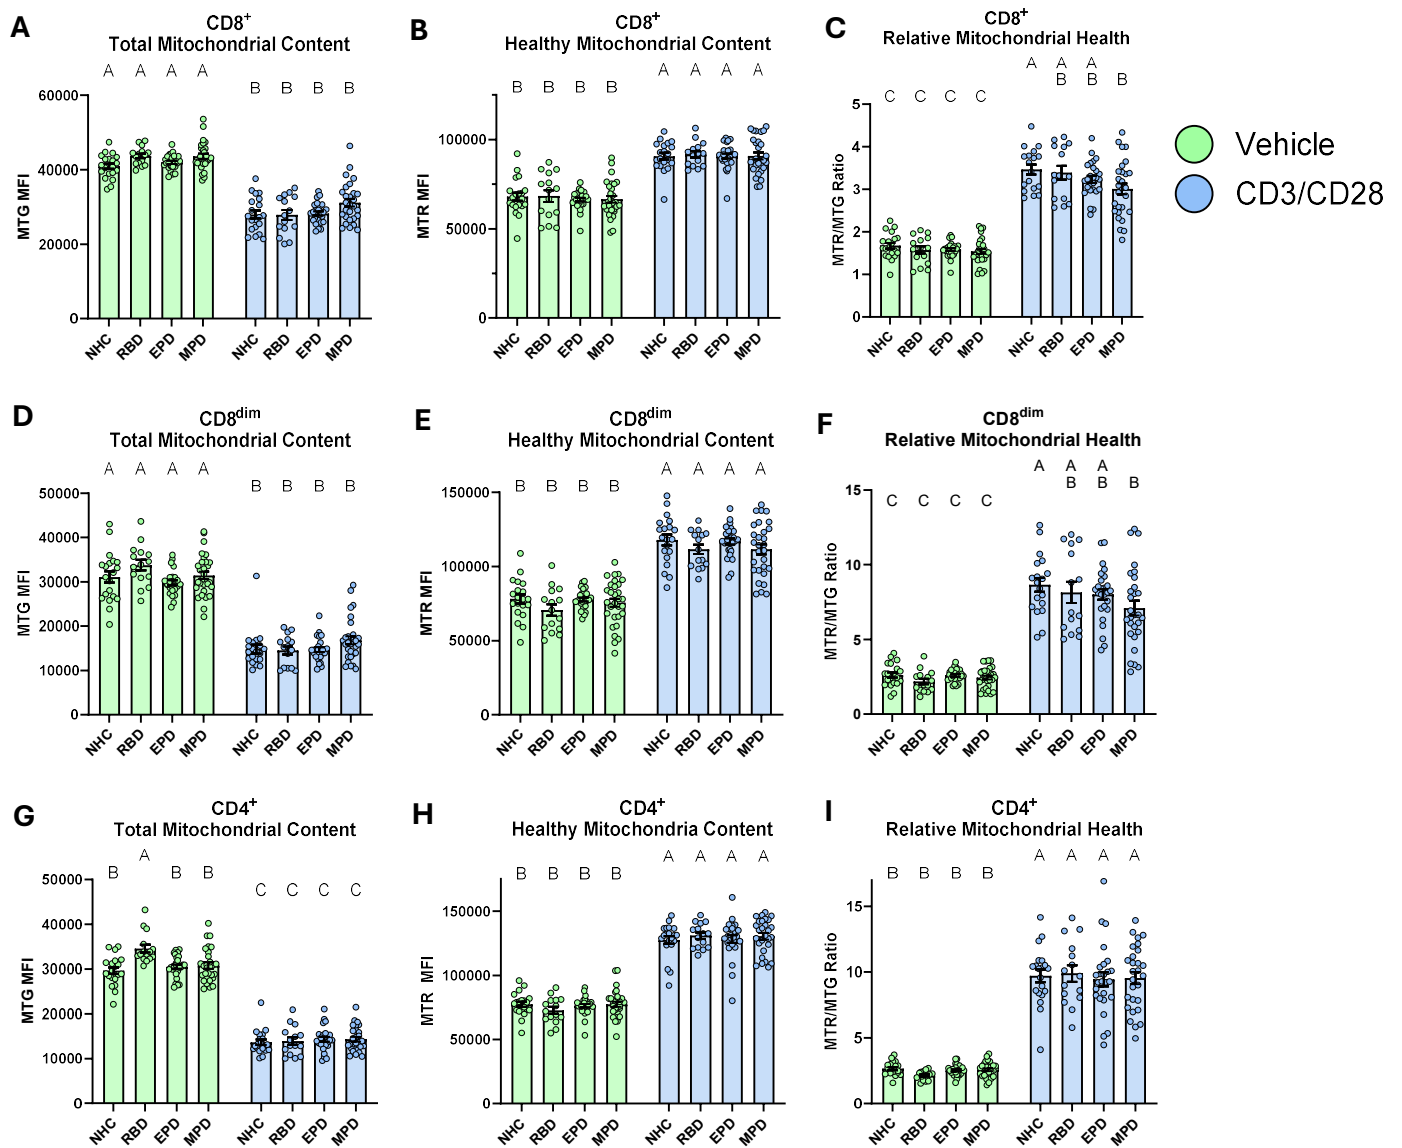 A
CD8+
Total Mitochondrial Content
A A A A
B B B B
MTG MFI
60000
40000
20000
0
NHC RBD EPD MPD NHC RBD EPD MPD
B
CD8+
Healthy Mitochondrial Content
A A A A
B B B B
MTR MFI
100000
50000
0
NHC RBD EPD MPD NHC RBD EPD MPD
C
CD8+
Relative Mitochondrial Health
A A A
B B B
C C C C
MTR/MTG Ratio
5
4
3
2
1
0
NHC RBD EPD MPD NHC RBD EPD MPD
Vehicle
CD3/CD28
D
CD8dim
Total Mitochondrial Content
A A A A
B B B B
MTG MFI
50000
40000
30000
20000
10000
0
NHC RBD EPD MPD NHC RBD EPD MPD
E
CD8dim
Healthy Mitochondrial Content
A A A A
B B B B
MTR MFI
150000
100000
50000
0
NHC RBD EPD MPD NHC RBD EPD MPD
F
CD8dim
Relative Mitochondrial Health
A A A
B B B
C C C C
MTR/MTG Ratio
15
10
5
0
NHC RBD EPD MPD NHC RBD EPD MPD
G
CD4+
Total Mitochondrial Content
A
B B B
C C C C
MTG MFI
50000
40000
30000
20000
10000
0
NHC RBD EPD MPD NHC RBD EPD MPD
H
CD4+
Healthy Mitochondria Content
A A A A
B B B B
MTR MFI
150000
100000
50000
0
NHC RBD EPD MPD NHC RBD EPD MPD
I
CD4+
Relative Mitochondrial Health
A A A A
B B B B
MTR/MTG Ratio
15
10
5
0
NHC RBD EPD MPD NHC RBD EPD MPD